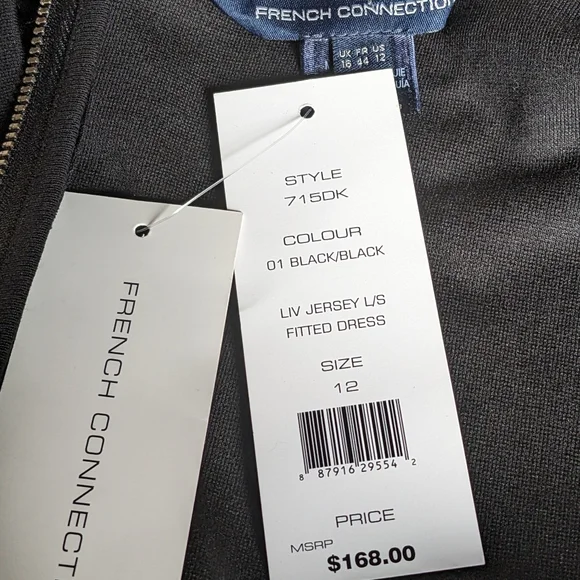 FRENCH CONNECTION
UK FR US
16 44 12
STYLE
715DK
COLOUR
01 BLACK/BLACK
LIV JERSEY L/S
FITTED DRESS
SIZE
12
8 87916 29554 2
PRICE
MSRP
$168.00
FRENCH CONNECT